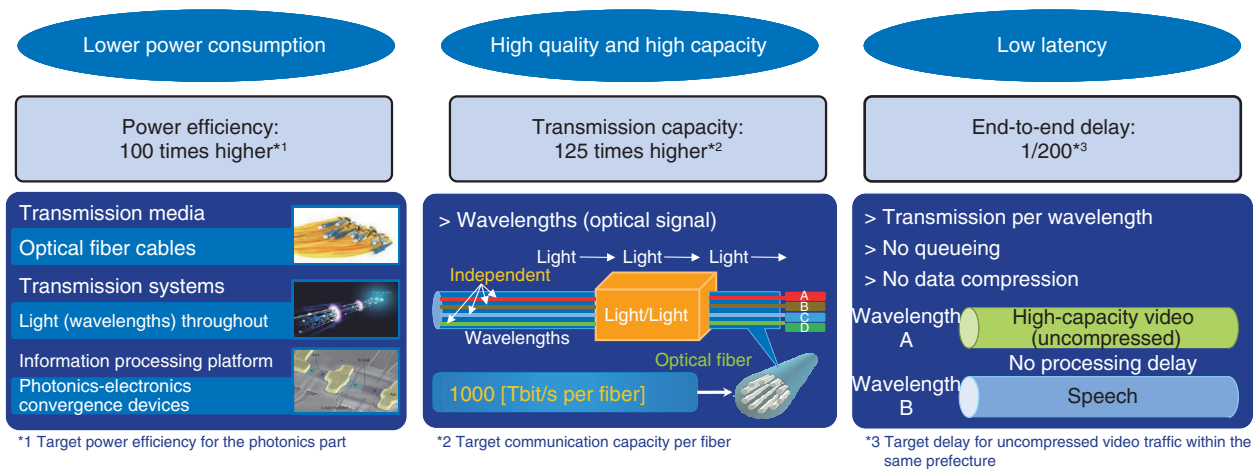 Lower power consumption
Power efficiency:
100 times higher*1
Transmission media
Optical fiber cables
Transmission systems
Light (wavelengths) throughout
Information processing platform
Photonics-electronics
convergence devices
*1 Target power efficiency for the photonics part
High quality and high capacity
Transmission capacity:
125 times higher*2
> Wavelengths (optical signal)
Light → Light → Light →
Independent
Light/Light
A
B
C
D
Wavelengths
Optical fiber
1000 [Tbit/s per fiber]
*2 Target communication capacity per fiber
Low latency
End-to-end delay:
1/200*3
> Transmission per wavelength
> No queueing
> No data compression
Wavelength
A
High-capacity video
(uncompressed)
No processing delay
Wavelength
B
Speech
*3 Target delay for uncompressed video traffic within the
same prefecture